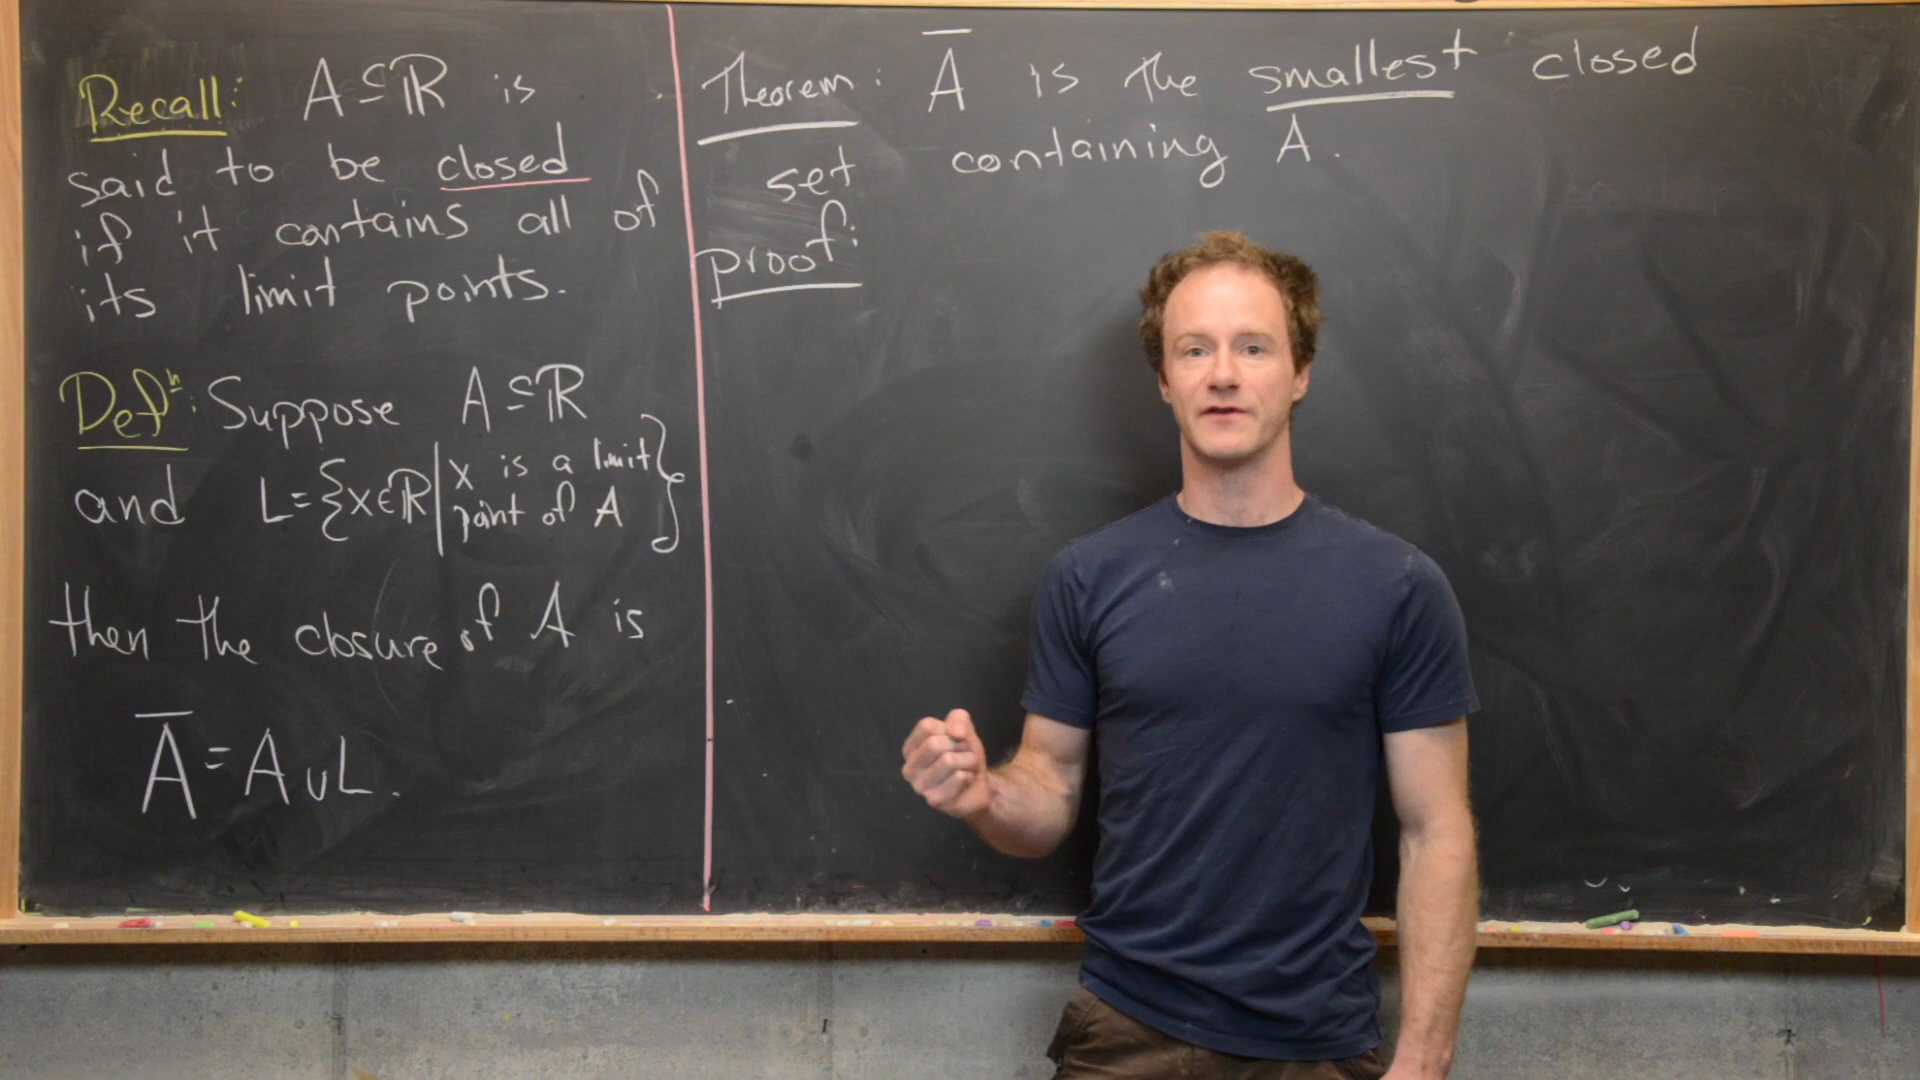 Recall: A ⊆ ℝ is
said to be closed
if it contains all of
its limit points.
Defⁿ: Suppose A ⊆ ℝ
and L = {x ∈ ℝ | x is a limit
point of A}
then the closure of A is
A̅ = A ∪ L.
Theorem: A̅ is the smallest closed
set containing A.
proof: